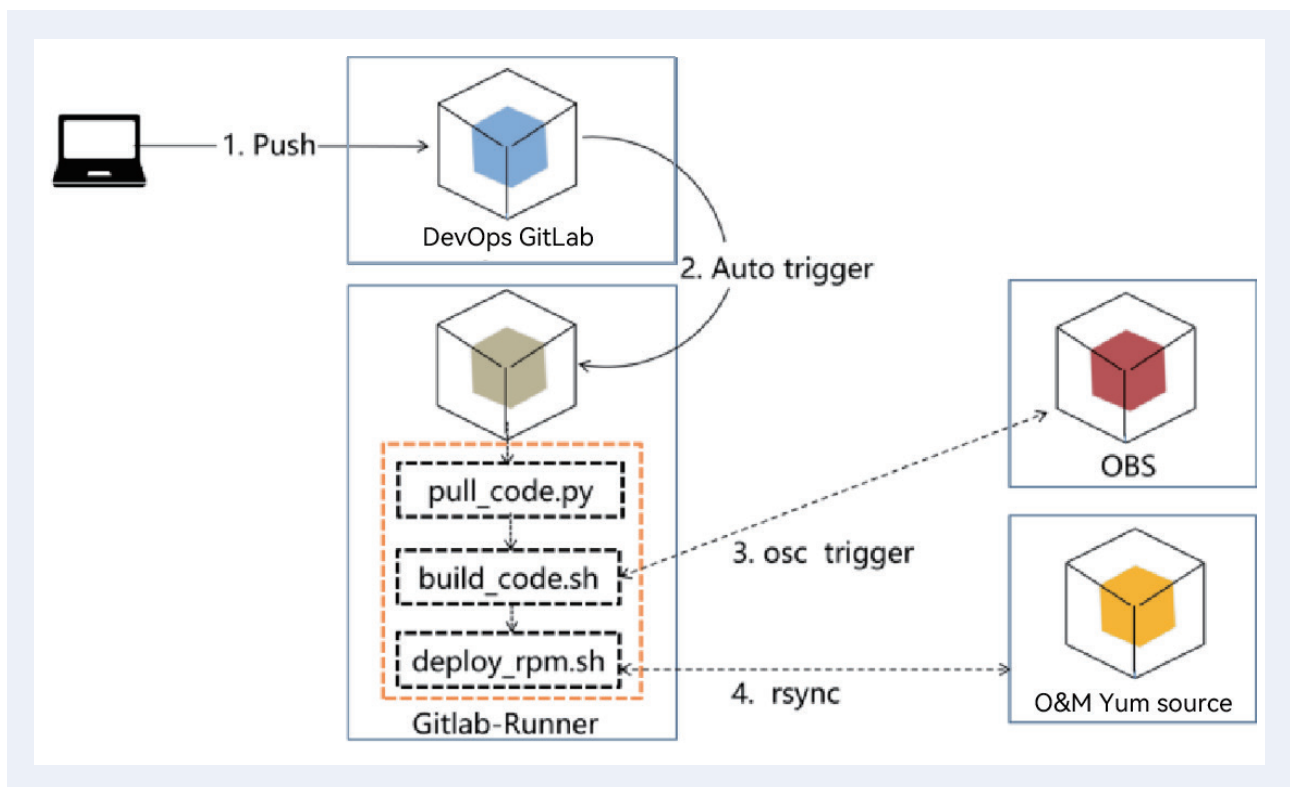 1. Push
DevOps GitLab
2. Auto trigger
pull_code.py
build_code.sh
deploy_rpm.sh
Gitlab-Runner
OBS
3. osc trigger
4. rsync
O&M Yum source